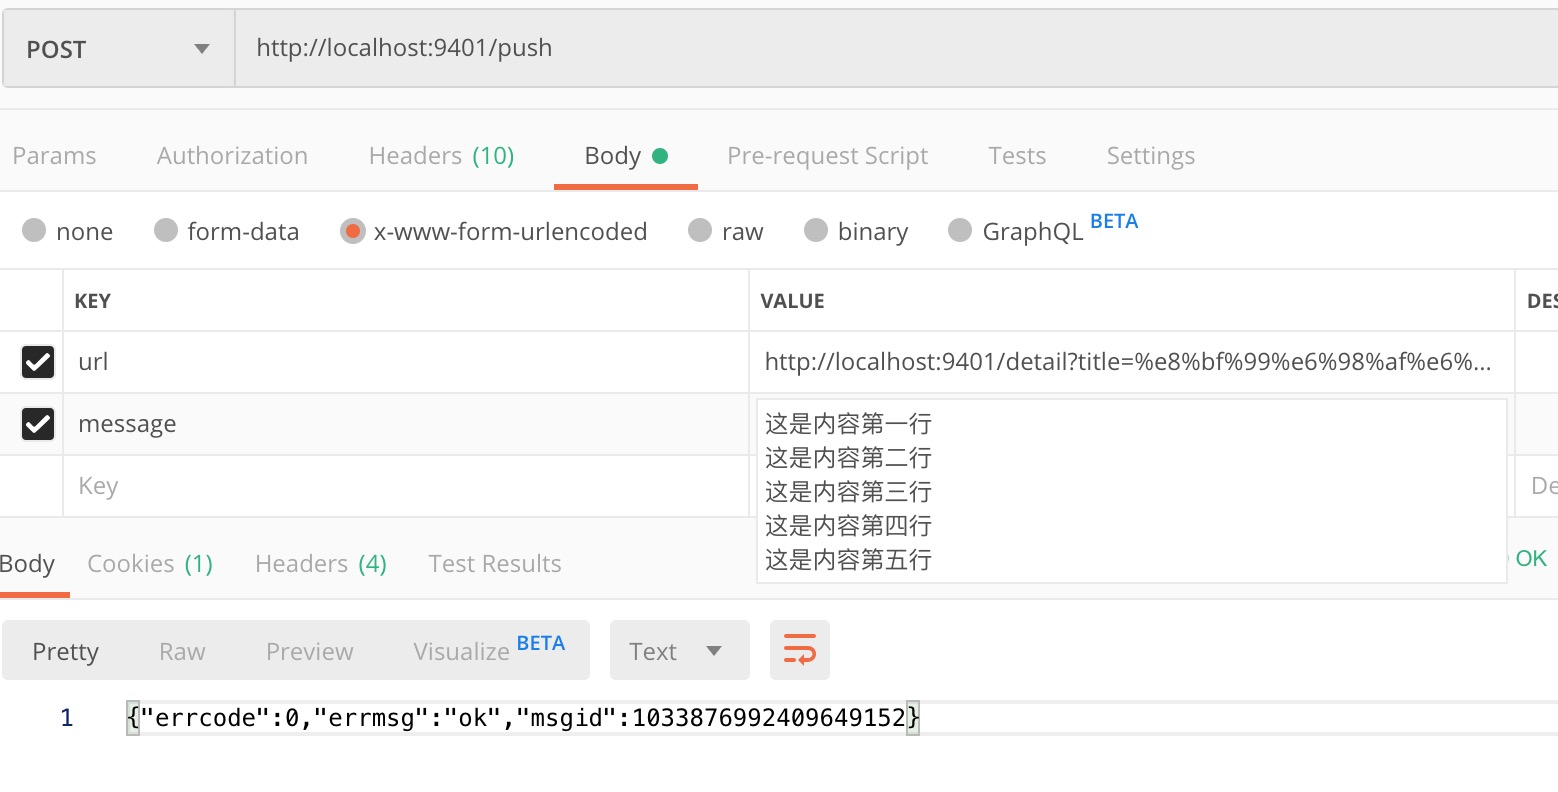 POST http://localhost:9401/push
Params Authorization Headers (10) Body Pre-request Script Tests Settings
none form-data x-www-form-urlencoded raw binary GraphQL BETA
KEY VALUE DES
url http://localhost:9401/detail?title=%e8%bf%99%e6%98%af%e6%...
message 这是内容第一行
这是内容第二行
这是内容第三行
这是内容第四行
这是内容第五行
Key De
Body Cookies (1) Headers (4) Test Results OK
Pretty Raw Preview Visualize BETA Text
1 {"errcode":0,"errmsg":"ok","msgid":1033876992409649152}